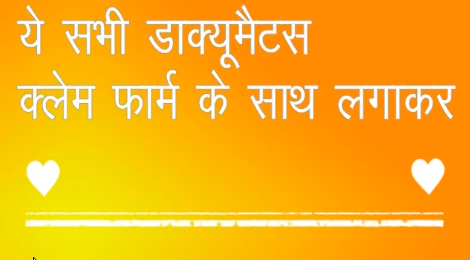 ये सभी डाक्यूमैटस
क्लेम फार्म के साथ लगाकर